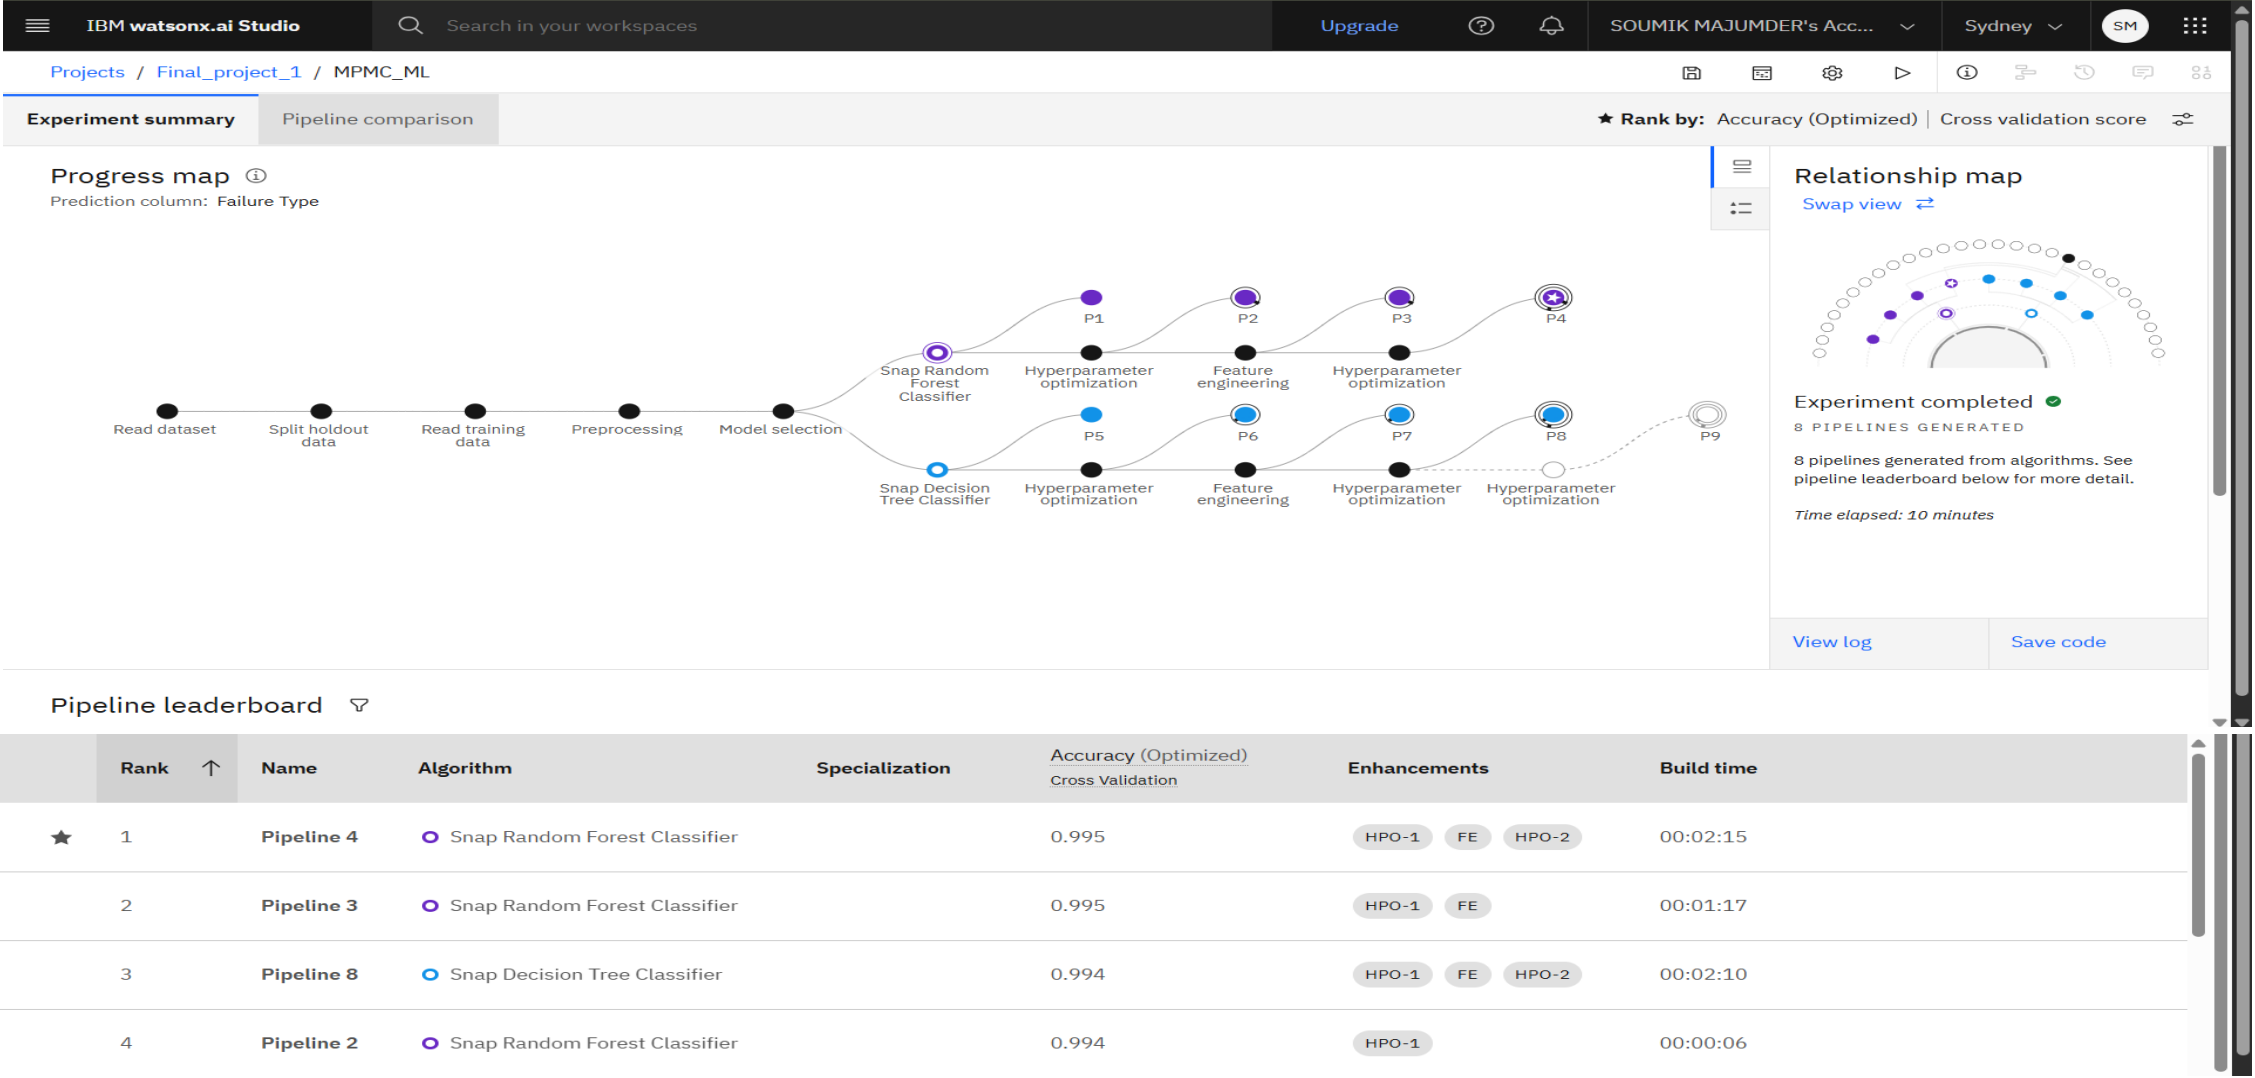 IBM watsonx.ai Studio
Search in your workspaces
Upgrade
SOUMIK MAJUMDER's Acc...
Sydney
SM
Projects / Final_project_1 / MPMC_ML
Experiment summary
Pipeline comparison
Rank by: Accuracy (Optimized) | Cross validation score
Progress map
Prediction column: Failure Type
P1
P2
P3
P4
Snap Random
Forest
Classifier
Hyperparameter
optimization
Feature
engineering
Hyperparameter
optimization
Read dataset
Split holdout
data
Read training
data
Preprocessing
Model selection
P5
P6
P7
P8
P9
Snap Decision
Tree Classifier
Hyperparameter
optimization
Feature
engineering
Hyperparameter
optimization
Hyperparameter
optimization
Relationship map
Swap view
Experiment completed
8 PIPELINES GENERATED
8 pipelines generated from algorithms. See
pipeline leaderboard below for more detail.
Time elapsed: 10 minutes
View log
Save code
Pipeline leaderboard
Rank Name Algorithm Specialization Accuracy (Optimized) Enhancements Build time
Cross Validation
1 Pipeline 4 Snap Random Forest Classifier 0.995 HPO-1 FE HPO-2 00:02:15
2 Pipeline 3 Snap Random Forest Classifier 0.995 HPO-1 FE 00:01:17
3 Pipeline 8 Snap Decision Tree Classifier 0.994 HPO-1 FE HPO-2 00:02:10
4 Pipeline 2 Snap Random Forest Classifier 0.994 HPO-1 00:00:06